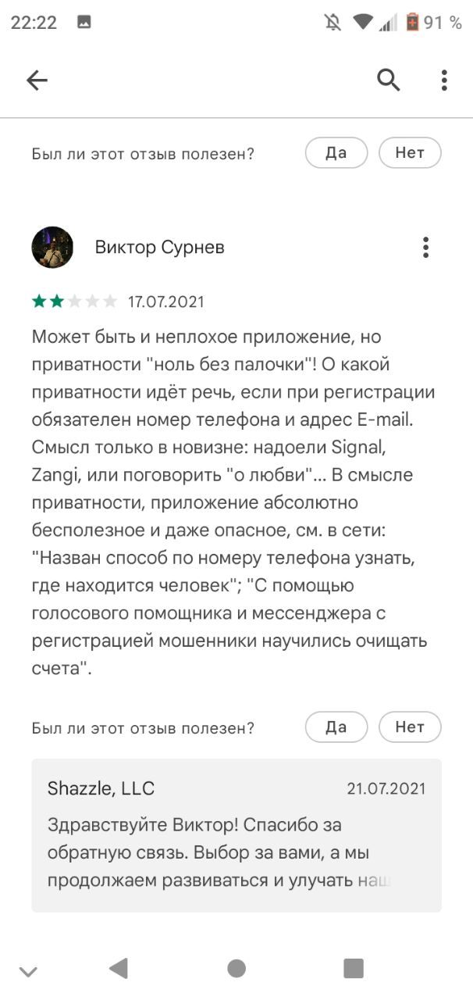 22:22
91 %
Был ли этот отзыв полезен?
Да
Нет
Виктор Сурнев
17.07.2021
Может быть и неплохое приложение, но
приватности "ноль без палочки"! О какой
приватности идёт речь, если при регистрации
обязателен номер телефона и адрес E-mail.
Смысл только в новизне: надоели Signal,
Zangi, или поговорить "о любви"... В смысле
приватности, приложение абсолютно
бесполезное и даже опасное, см. в сети:
"Назван способ по номеру телефона узнать,
где находится человек"; "С помощью
голосового помощника и мессенджера с
регистрацией мошенники научились очищать
счета".
Был ли этот отзыв полезен?
Да
Нет
Shazzle, LLC
21.07.2021
Здравствуйте Виктор! Спасибо за
обратную связь. Выбор за вами, а мы
продолжаем развиваться и улучать наш